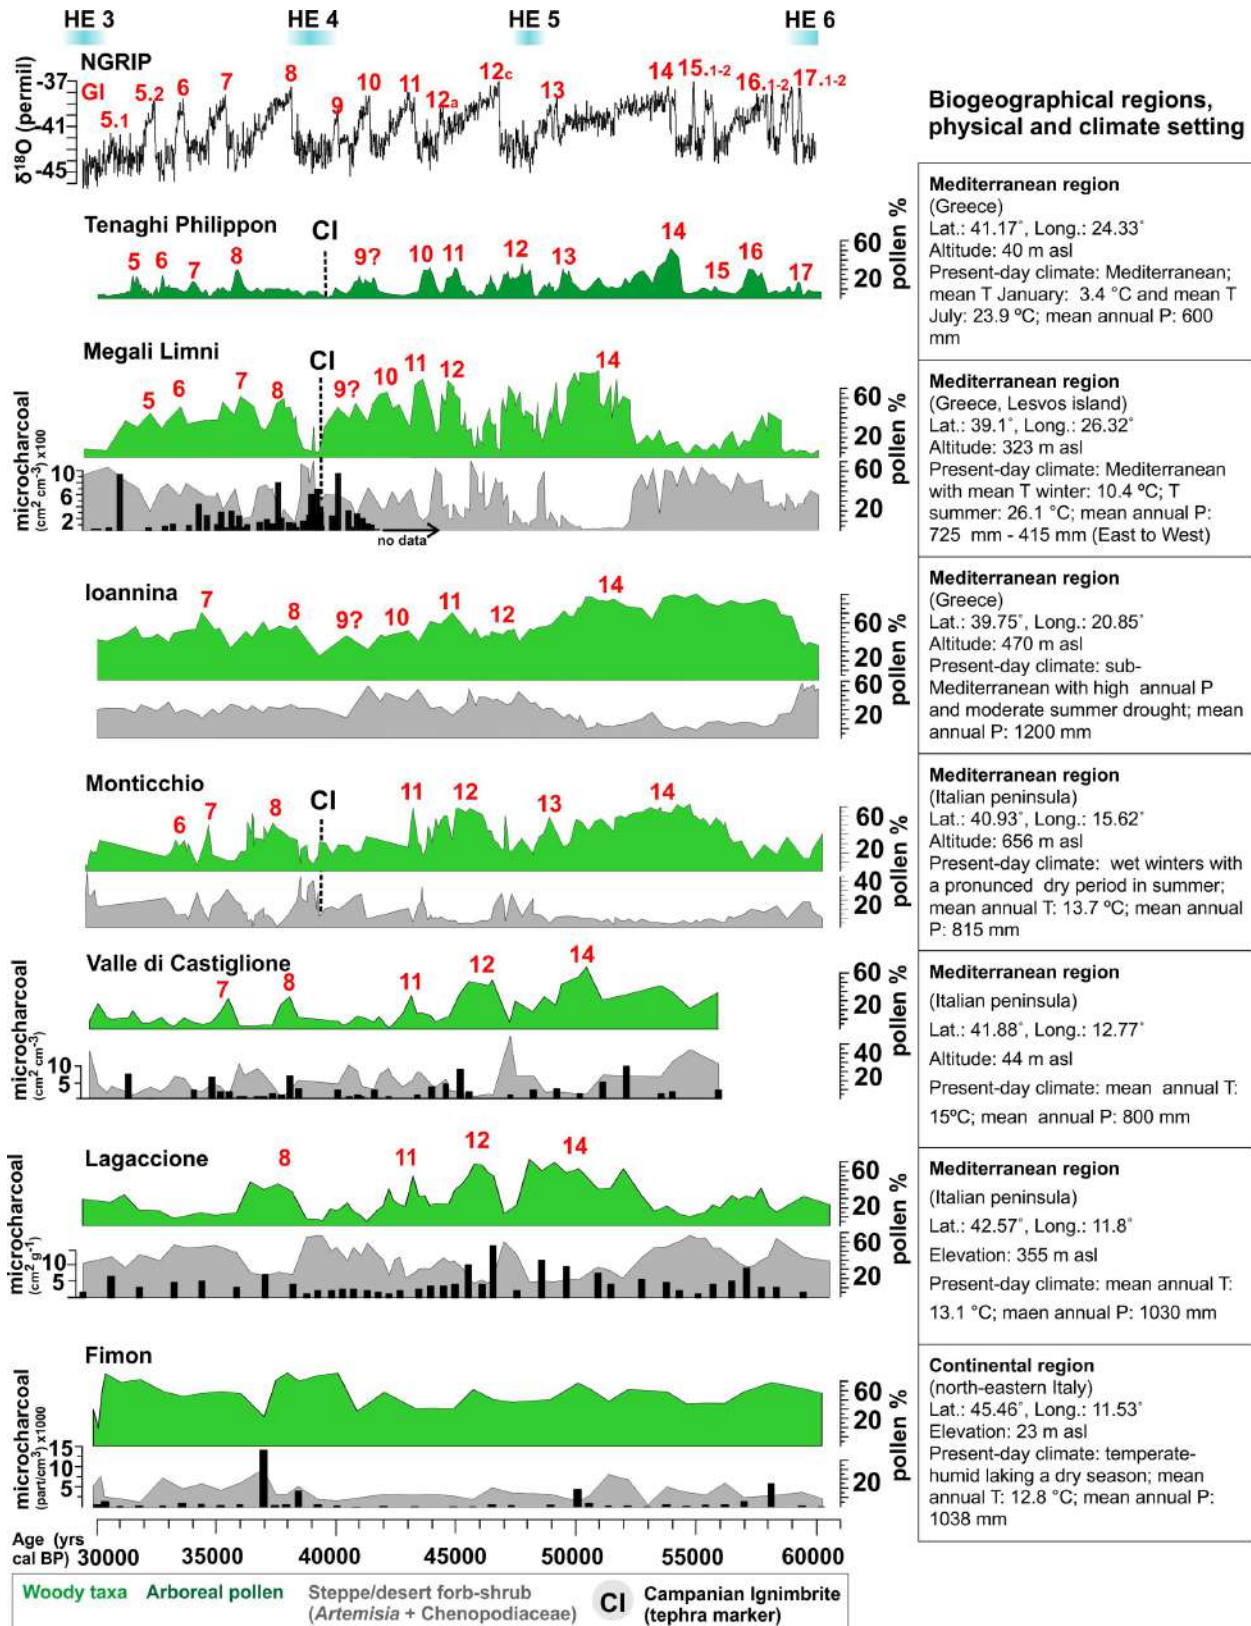 HE 3 HE 4 HE 5 HE 6
NGRIP
δ¹⁸O (permil)
-37
-41
-45
GI
5.1 5.2 6 7 8 9 10 11 12a 12c 13 14 15.1-2 16.1-2 17.1-2
Tenaghi Philippon
CI
5 6 7 8 9? 10 11 12 13 14 15 16 17
60
20
pollen %
Megali Limni
CI
5 6 7 8 9? 10 11 12 14
60
20
60
20
pollen %
microcharcoal
(cm² cm⁻³) x100
10
6
2
no data
Ioannina
7 8 9? 10 11 12 14
60
20
60
20
pollen %
Monticchio
CI
6 7 8 11 12 13 14
60
20
40
20
pollen %
Valle di Castiglione
7 8 11 12 14
60
20
40
20
pollen %
microcharcoal
(cm² cm⁻³)
10
5
Lagaccione
8 11 12 14
60
20
60
20
pollen %
microcharcoal
(cm² g⁻¹)
10
5
Fimon
60
20
20
pollen %
microcharcoal
(part/cm³) x1000
15
10
5
Age (yrs
cal BP) 30000 35000 40000 45000 50000 55000 60000
Woody taxa Arboreal pollen Steppe/desert forb-shrub
(Artemisia + Chenopodiaceae)
CI Campanian Ignimbrite
(tephra marker)
Biogeographical regions,
physical and climate setting
Mediterranean region
(Greece)
Lat.: 41.17˚, Long.: 24.33˚
Altitude: 40 m asl
Present-day climate: Mediterranean;
mean T January: 3.4 °C and mean T
July: 23.9 ºC; mean annual P: 600
mm
Mediterranean region
(Greece, Lesvos island)
Lat.: 39.1˚, Long.: 26.32˚
Altitude: 323 m asl
Present-day climate: Mediterranean
with mean T winter: 10.4 ºC; T
summer: 26.1 °C; mean annual P:
725 mm - 415 mm (East to West)
Mediterranean region
(Greece)
Lat.: 39.75˚, Long.: 20.85˚
Altitude: 470 m asl
Present-day climate: sub-
Mediterranean with high annual P
and moderate summer drought; mean
annual P: 1200 mm
Mediterranean region
(Italian peninsula)
Lat.: 40.93˚, Long.: 15.62˚
Altitude: 656 m asl
Present-day climate: wet winters with
a pronunced dry period in summer;
mean annual T: 13.7 ºC; mean annual
P: 815 mm
Mediterranean region
(Italian peninsula)
Lat.: 41.88˚, Long.: 12.77˚
Altitude: 44 m asl
Present-day climate: mean annual T:
15ºC; mean annual P: 800 mm
Mediterranean region
(Italian peninsula)
Lat.: 42.57˚, Long.: 11.8˚
Elevation: 355 m asl
Present-day climate: mean annual T:
13.1 °C; maen annual P: 1030 mm
Continental region
(north-eastern Italy)
Lat.: 45.46˚, Long.: 11.53˚
Elevation: 23 m asl
Present-day climate: temperate-
humid laking a dry season; mean
annual T: 12.8 °C; mean annual P:
1038 mm